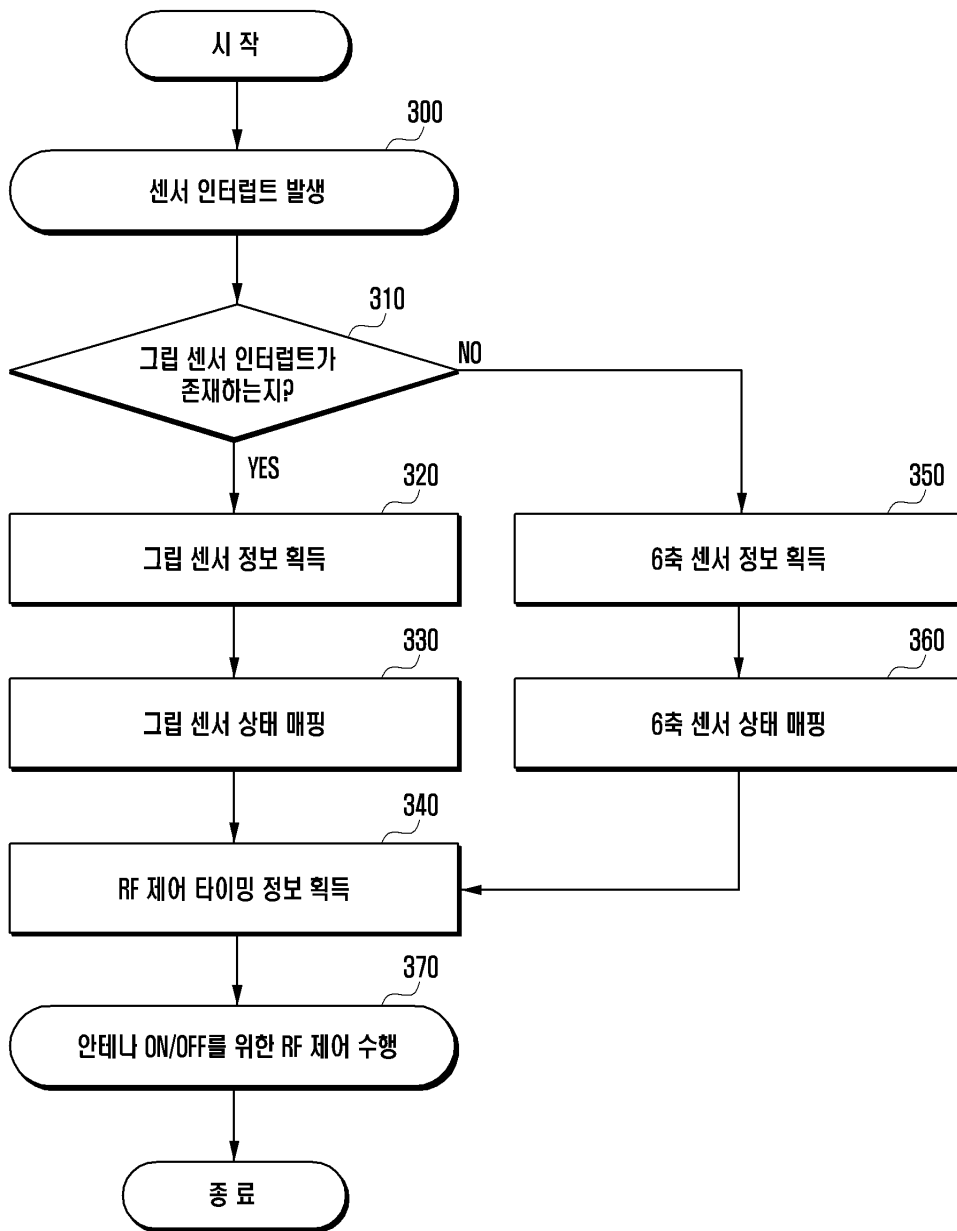 시 작
300
센서 인터럽트 발생
310
그립 센서 인터럽트가
존재하는지?
NO
YES
320
그립 센서 정보 획득
350
6축 센서 정보 획득
330
그립 센서 상태 매핑
360
6축 센서 상태 매핑
340
RF 제어 타이밍 정보 획득
370
안테나 ON/OFF를 위한 RF 제어 수행
종 료